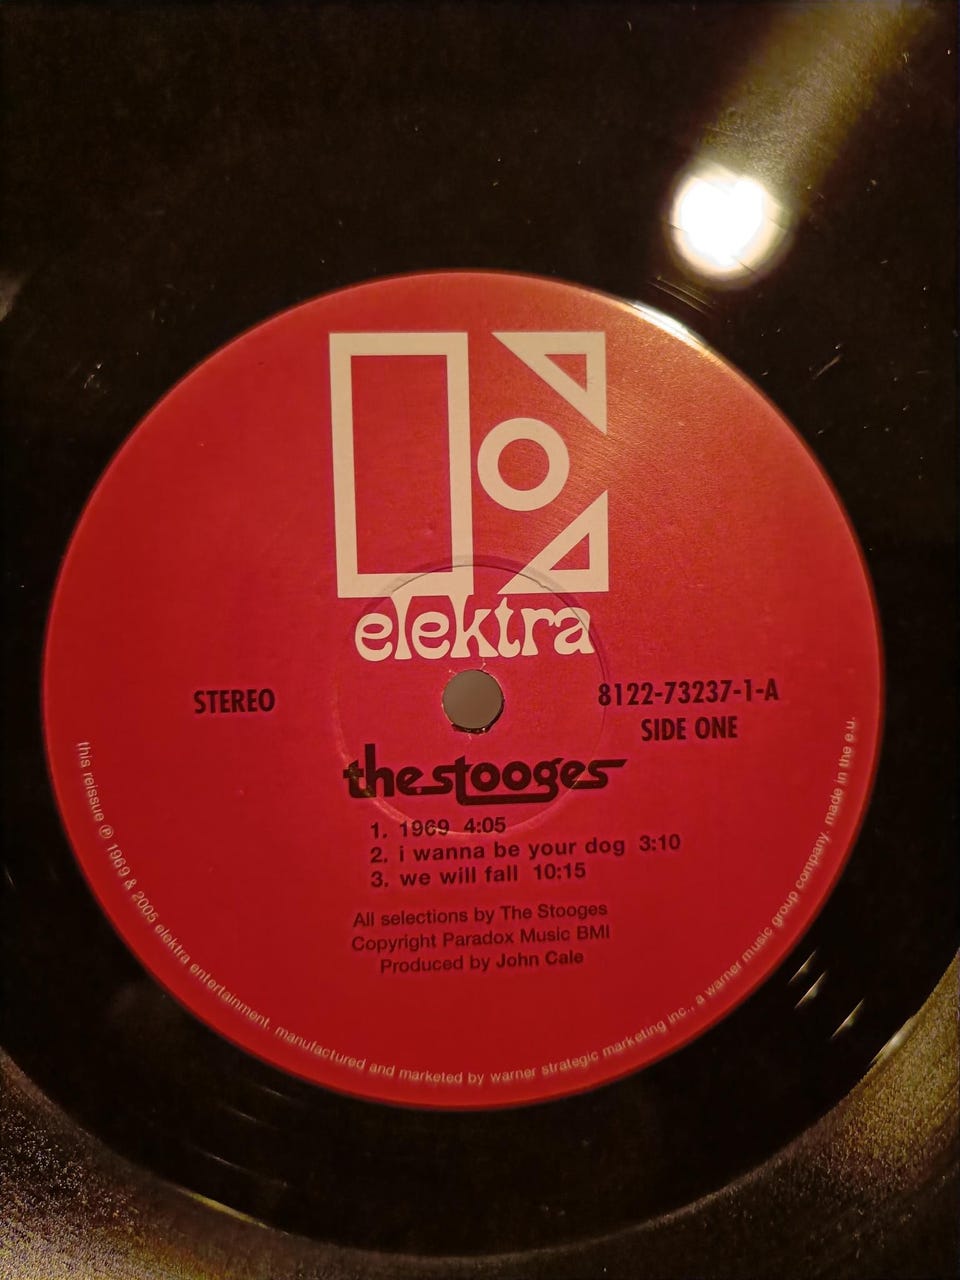 elektra
STEREO
8122-73237-1-A
SIDE ONE
the stooges
1. 1969 4:05
2. i wanna be your dog 3:10
3. we will fall 10:15
All selections by The Stooges
Copyright Paradox Music BMI
Produced by John Cale
this reissue ℗ 1969 & 2005 elektra entertainment, manufactured and marketed by warner strategic marketing inc., a warner music group company. made in the e.u.